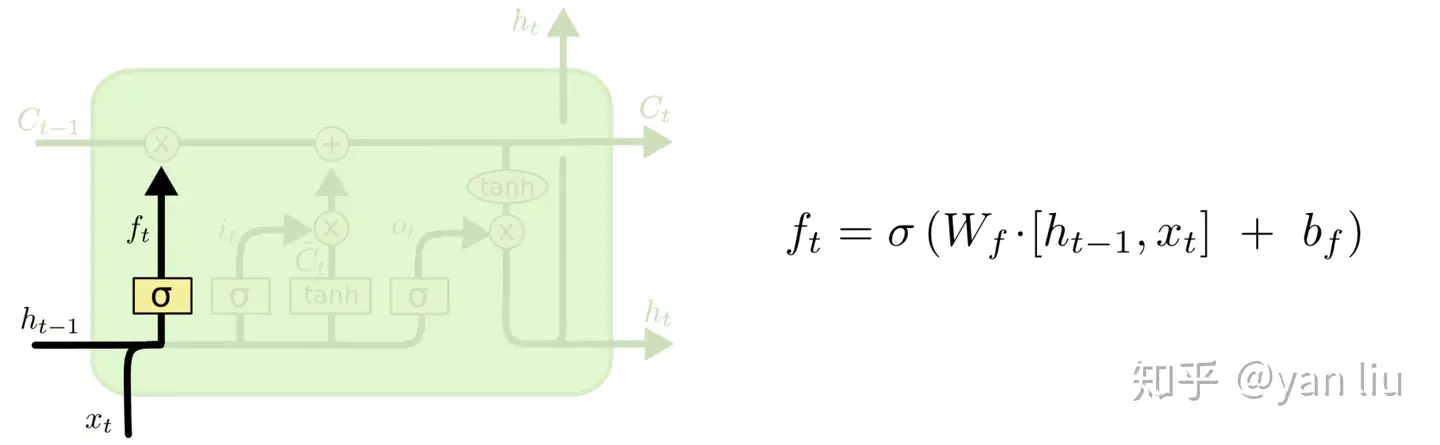 h_t
C_{t-1} C_t
x +
tanh
f_t i_t x o_t x
\tilde{C}_t
σ σ tanh σ
h_{t-1} h_t
x_t
f_t = σ (W_f · [h_{t-1}, x_t] + b_f)
知乎 @yan liu